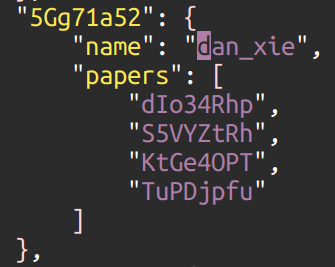 "5Gg71a52": {
"name": "dan_xie",
"papers": [
"dIo34Rhp",
"S5VYZtRh",
"KtGe4OPT",
"TuPDjpfu"
]
},